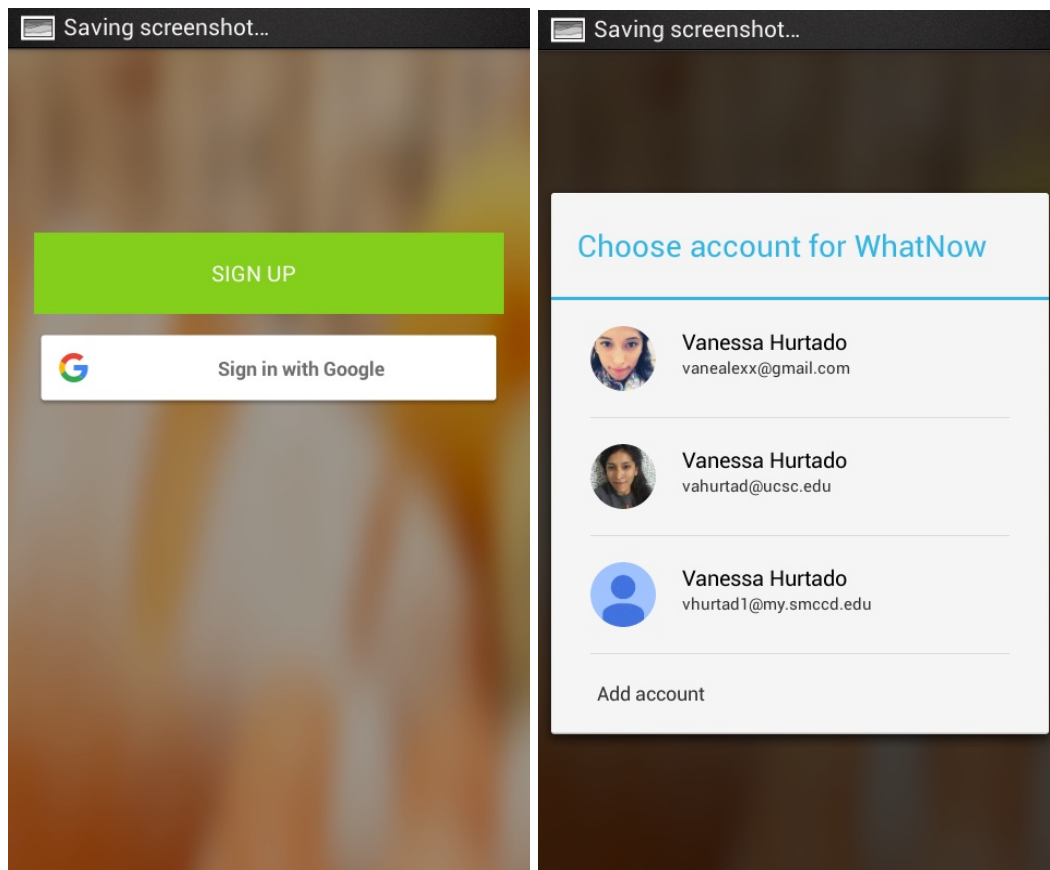 Saving screenshot...
SIGN UP
Sign in with Google
Saving screenshot...
Choose account for WhatNow
Vanessa Hurtado
vanealexx@gmail.com
Vanessa Hurtado
vahurtad@ucsc.edu
Vanessa Hurtado
vhurtad1@my.smccd.edu
Add account